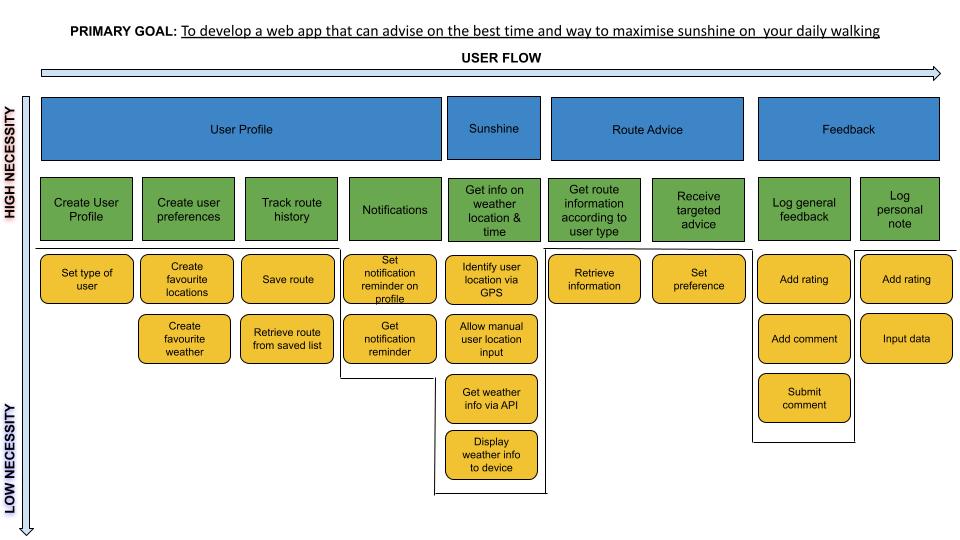 PRIMARY GOAL: To develop a web app that can advise on the best time and way to maximise sunshine on your daily walking
USER FLOW
HIGH NECESSITY
LOW NECESSITY
User Profile
Sunshine
Route Advice
Feedback
Create User
Profile
Create user
preferences
Track route
history
Notifications
Get info on
weather
location &
time
Get route
information
according to
user type
Receive
targeted
advice
Log general
feedback
Log
personal
note
Set type of
user
Create
favourite
locations
Save route
Set
notification
reminder on
profile
Identify user
location via
GPS
Retrieve
information
Set
preference
Add rating
Add rating
Create
favourite
weather
Retrieve route
from saved list
Get
notification
reminder
Allow manual
user location
input
Add comment
Input data
Get weather
info via API
Submit
comment
Display
weather info
to device